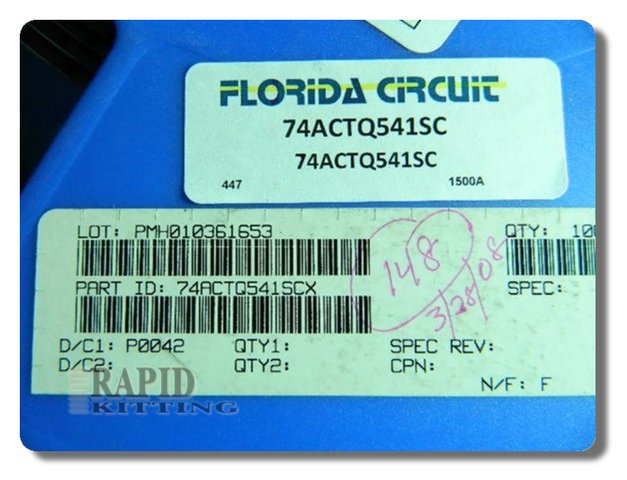 FLORIDA CIRCUIT
74ACTQ541SC
74ACTQ541SC
447 1500A
LOT: PMH010361653 QTY:
148
3/28/08
PART ID: 74ACTQ541SCX SPEC:
D/C1: P0042 QTY1: SPEC REV:
D/C2: QTY2: CPN:
N/F: F
RAPID
KITTING